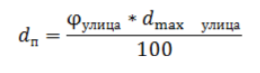 dп = φулица * dmax улица / 100